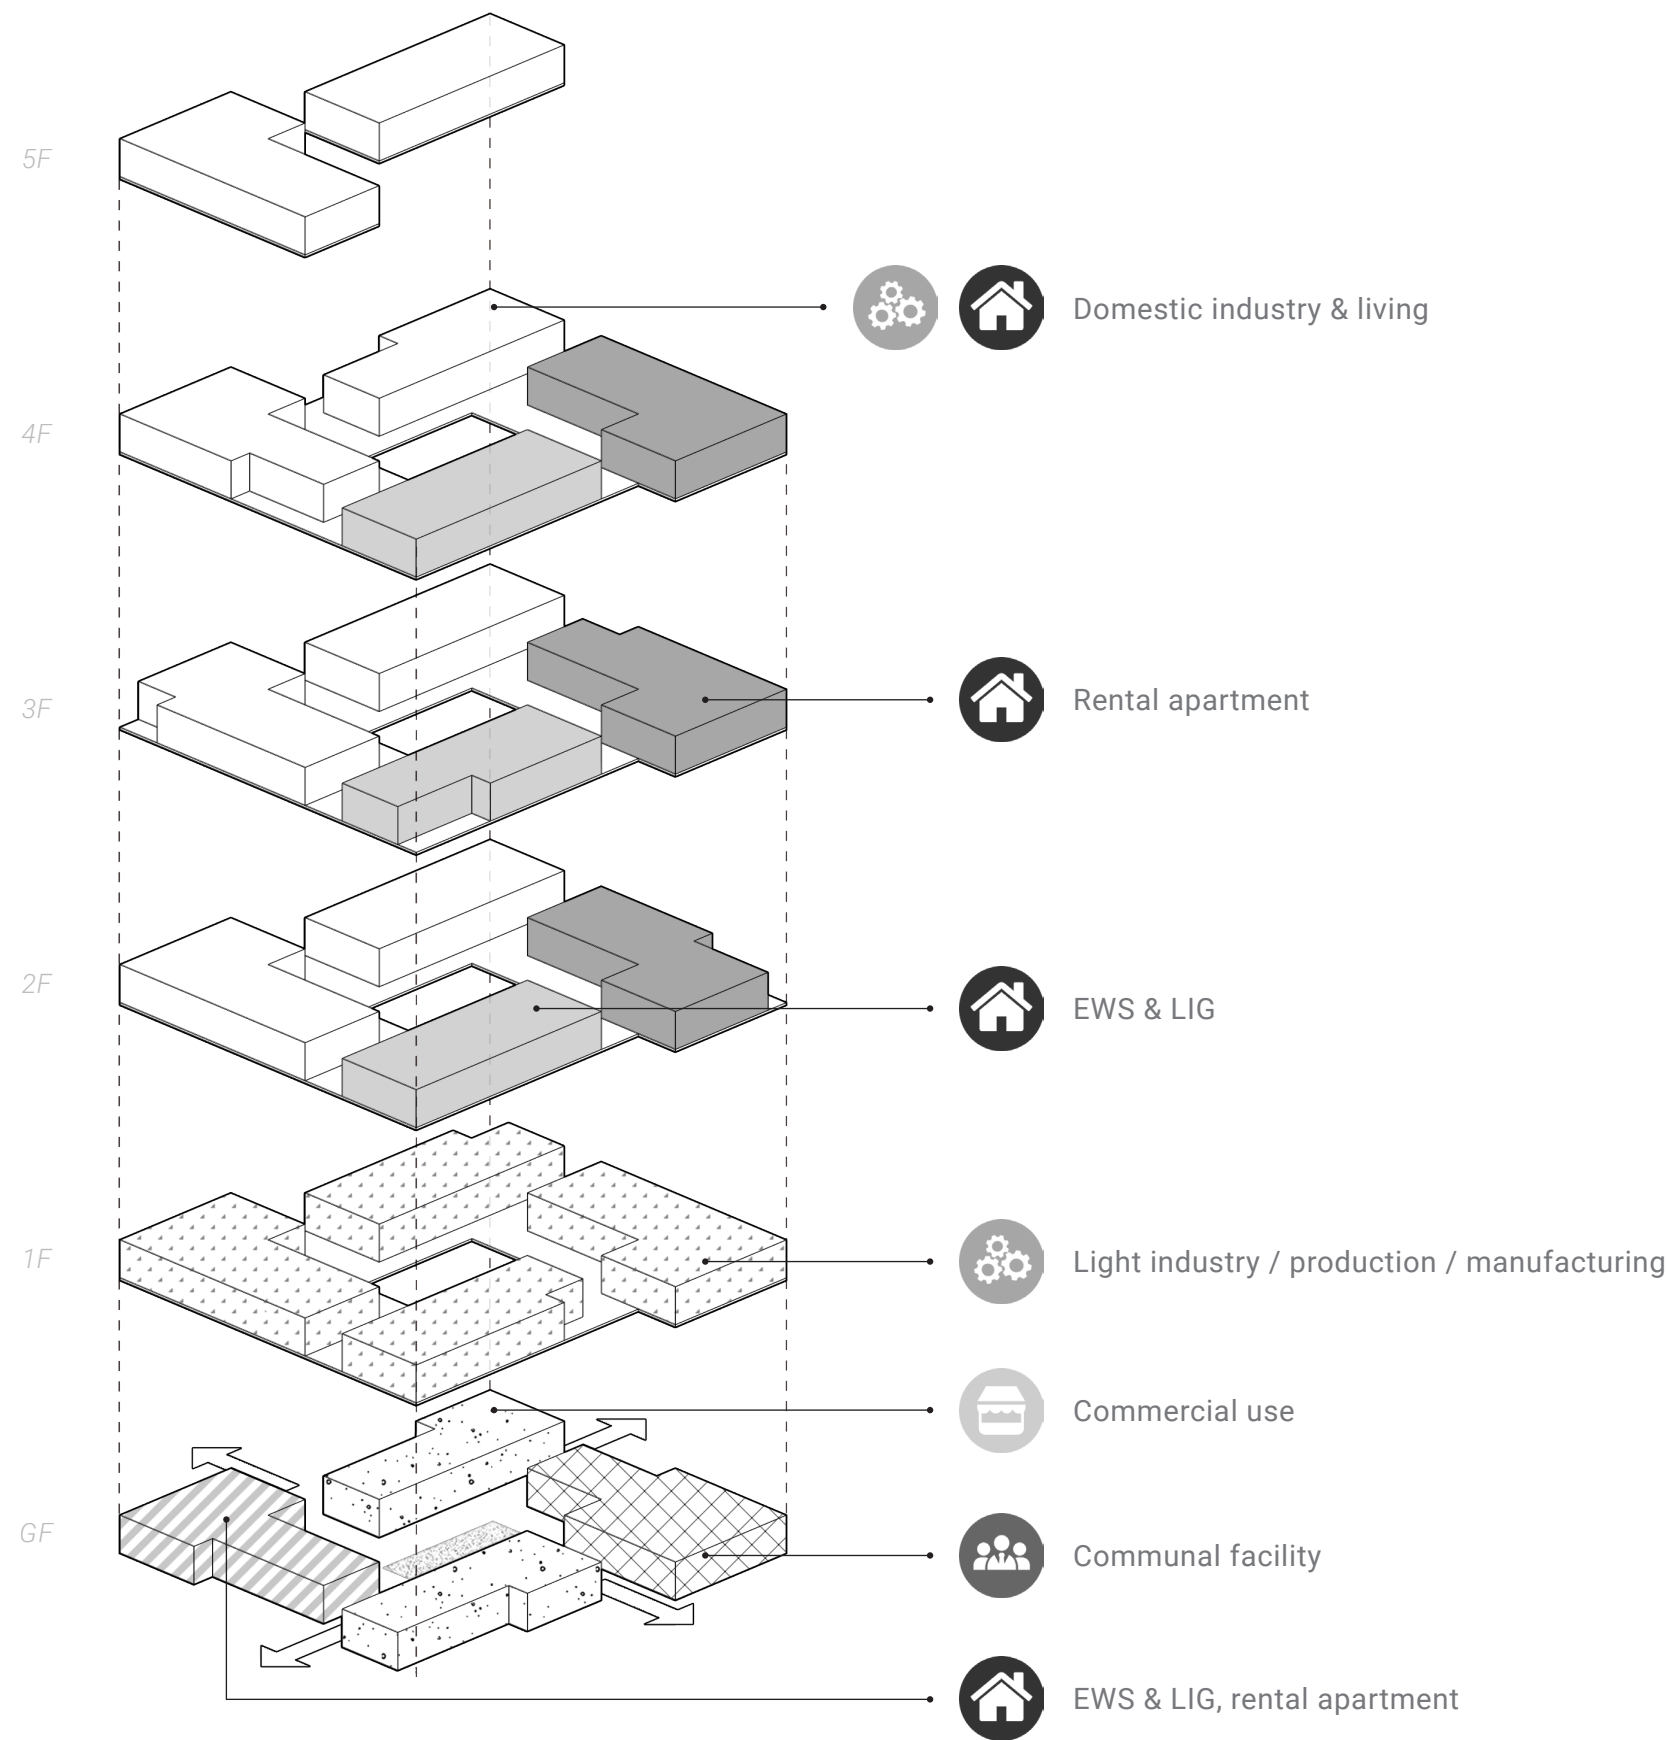 5F
Domestic industry & living
4F
Rental apartment
3F
EWS & LIG
2F
Light industry / production / manufacturing
1F
Commercial use
GF
Communal facility
EWS & LIG, rental apartment